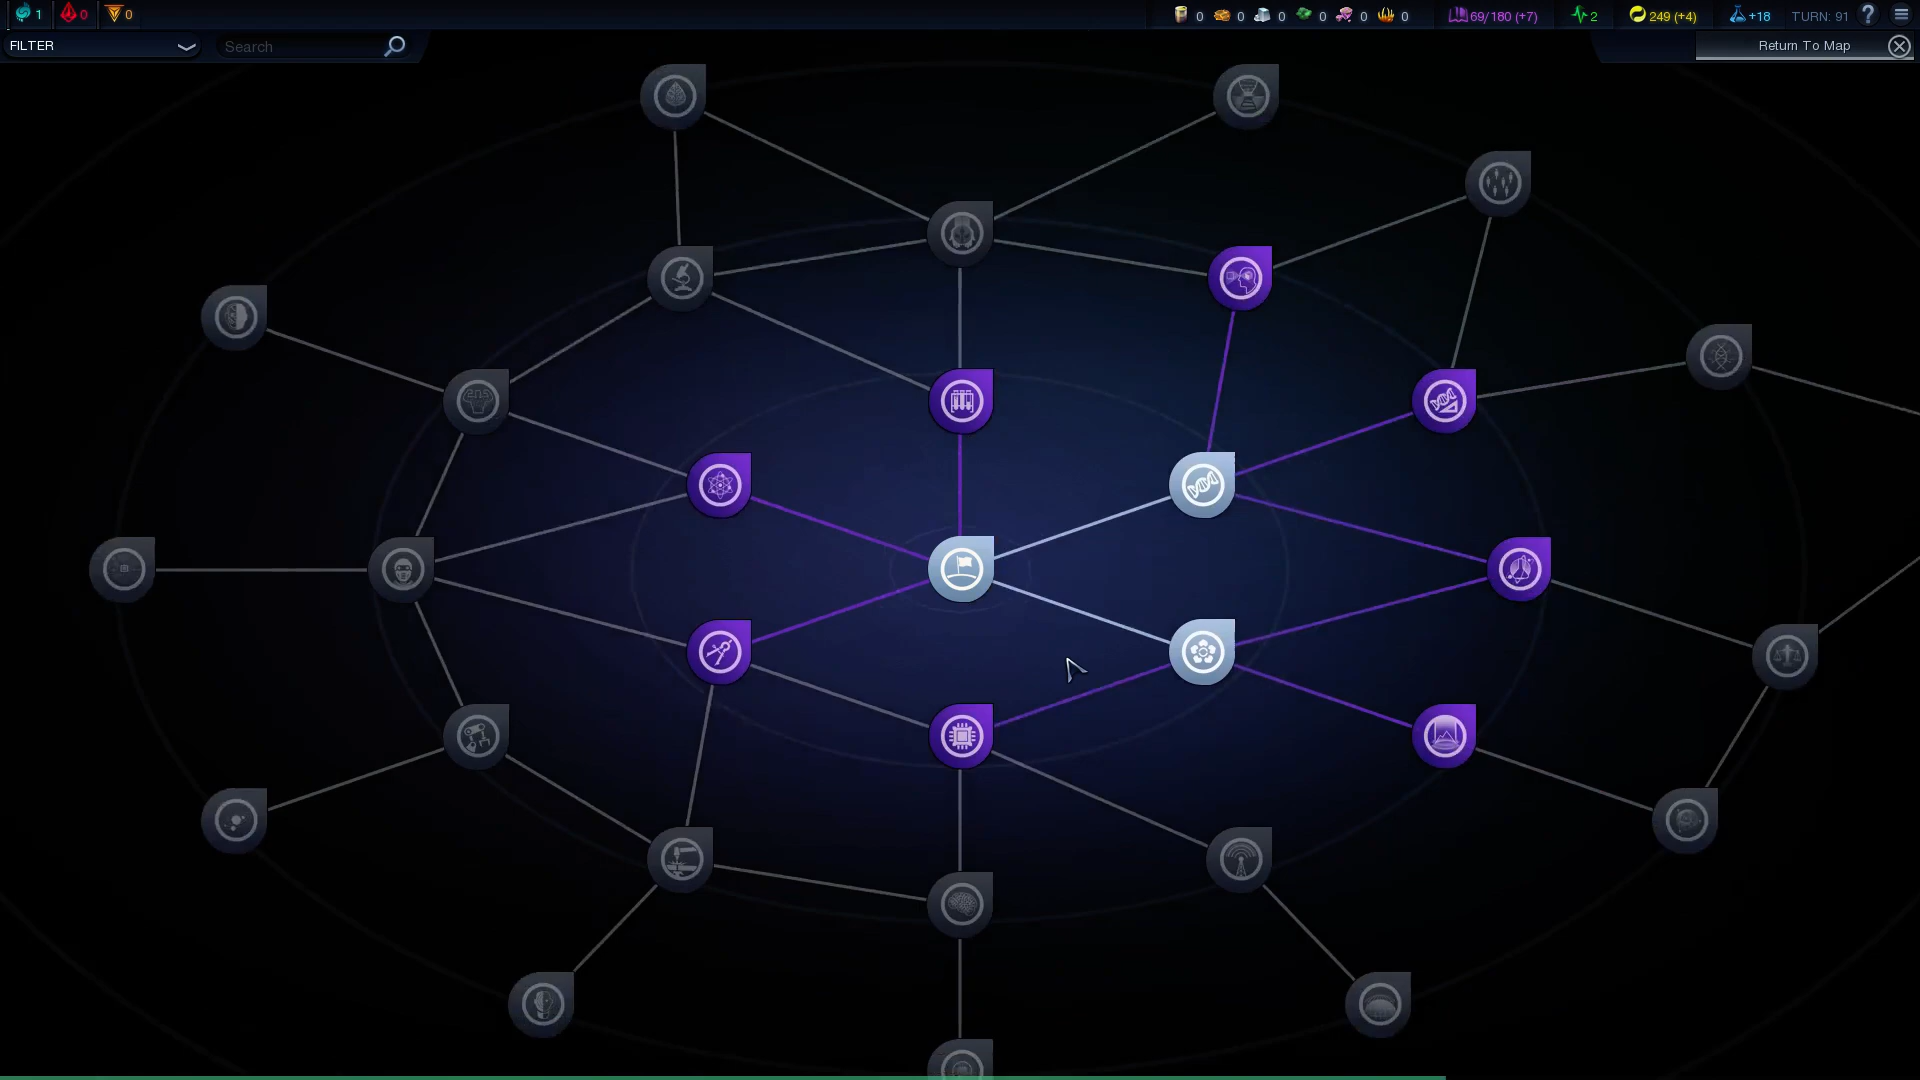 1 0 0 0 0 0 0 0 0 69/180 (+7) 2 249 (+4) +18 TURN: 91 ?
FILTER Search Return To Map